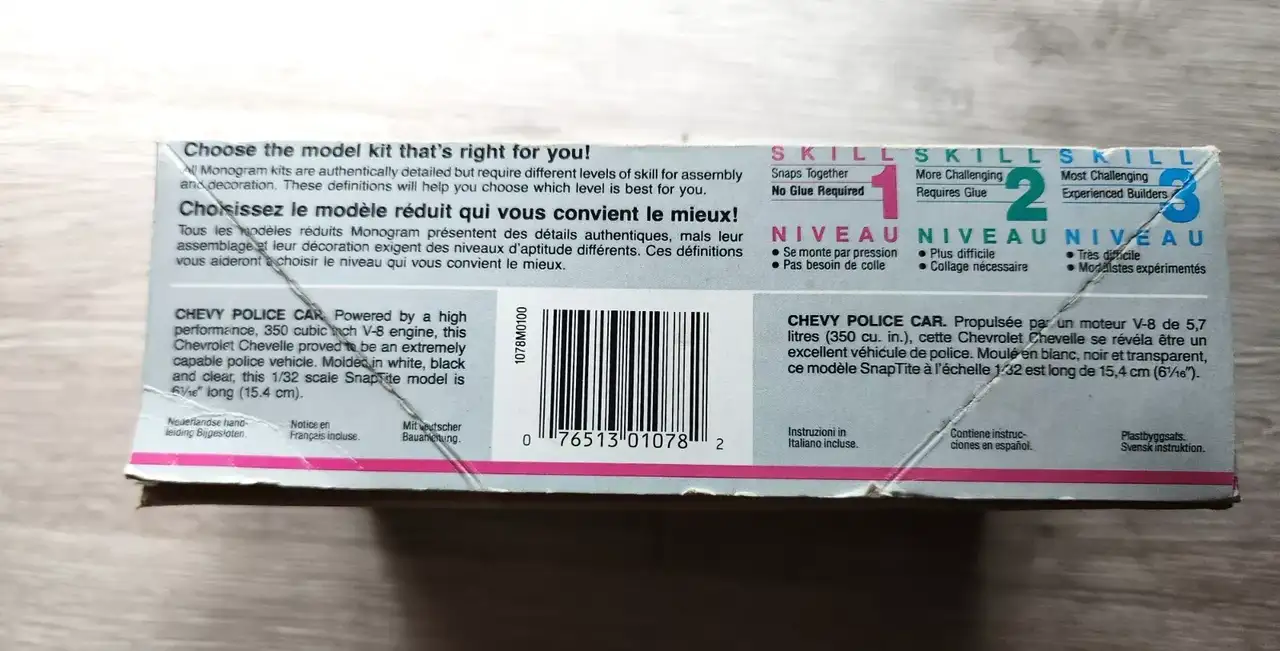 Choose the model kit that's right for you!
All Monogram kits are authentically detailed but require different levels of skill for assembly
and decoration. These definitions will help you choose which level is best for you.
Choisissez le modèle réduit qui vous convient le mieux!
Tous les modèles réduits Monogram présentent des détails authentiques, mais leur
assemblage et leur décoration exigent des niveaux d'aptitude différents. Ces définitions
vous aideront à choisir le niveau qui vous convient le mieux.
SKILL 1
Snaps Together
No Glue Required
NIVEAU
• Se monte par pression
• Pas besoin de colle
SKILL 2
More Challenging
Requires Glue
NIVEAU
• Plus difficile
• Collage nécessaire
SKILL 3
Most Challenging
Experienced Builders
NIVEAU
• Très difficile
• Modélistes expérimentés
CHEVY POLICE CAR. Powered by a high
performance, 350 cubic inch V-8 engine, this
Chevrolet Chevelle proved to be an extremely
capable police vehicle. Molded in white, black
and clear, this 1/32 scale SnapTite model is
6 1/16" long (15.4 cm).
Nederlandse hand-
leiding Bijgesloten.
Notice en
Français incluse.
Mit deutscher
Bauanleitung.
1078M0100
0 76513 01078 2
CHEVY POLICE CAR. Propulsée par un moteur V-8 de 5,7
litres (350 cu. in.), cette Chevrolet Chevelle se révéla être un
excellent véhicule de police. Moulé en blanc, noir et transparent,
ce modèle SnapTite à l'échelle 1/32 est long de 15,4 cm (6 1/16").
Instruzioni in
Italiano incluse.
Contiene instruc-
ciones en español.
Plastbyggsats.
Svensk instruktion.